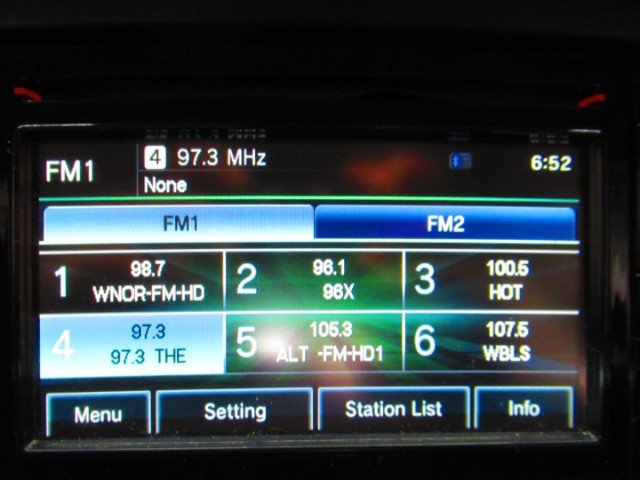 FM1 4 97.3 MHz 6:52
None
FM1 FM2
1 98.7 2 96.1 3 100.5
WNOR-FM-HD 96X HOT
4 97.3 5 105.3 6 107.5
97.3 THE ALT -FM-HD1 WBLS
Menu Setting Station List Info